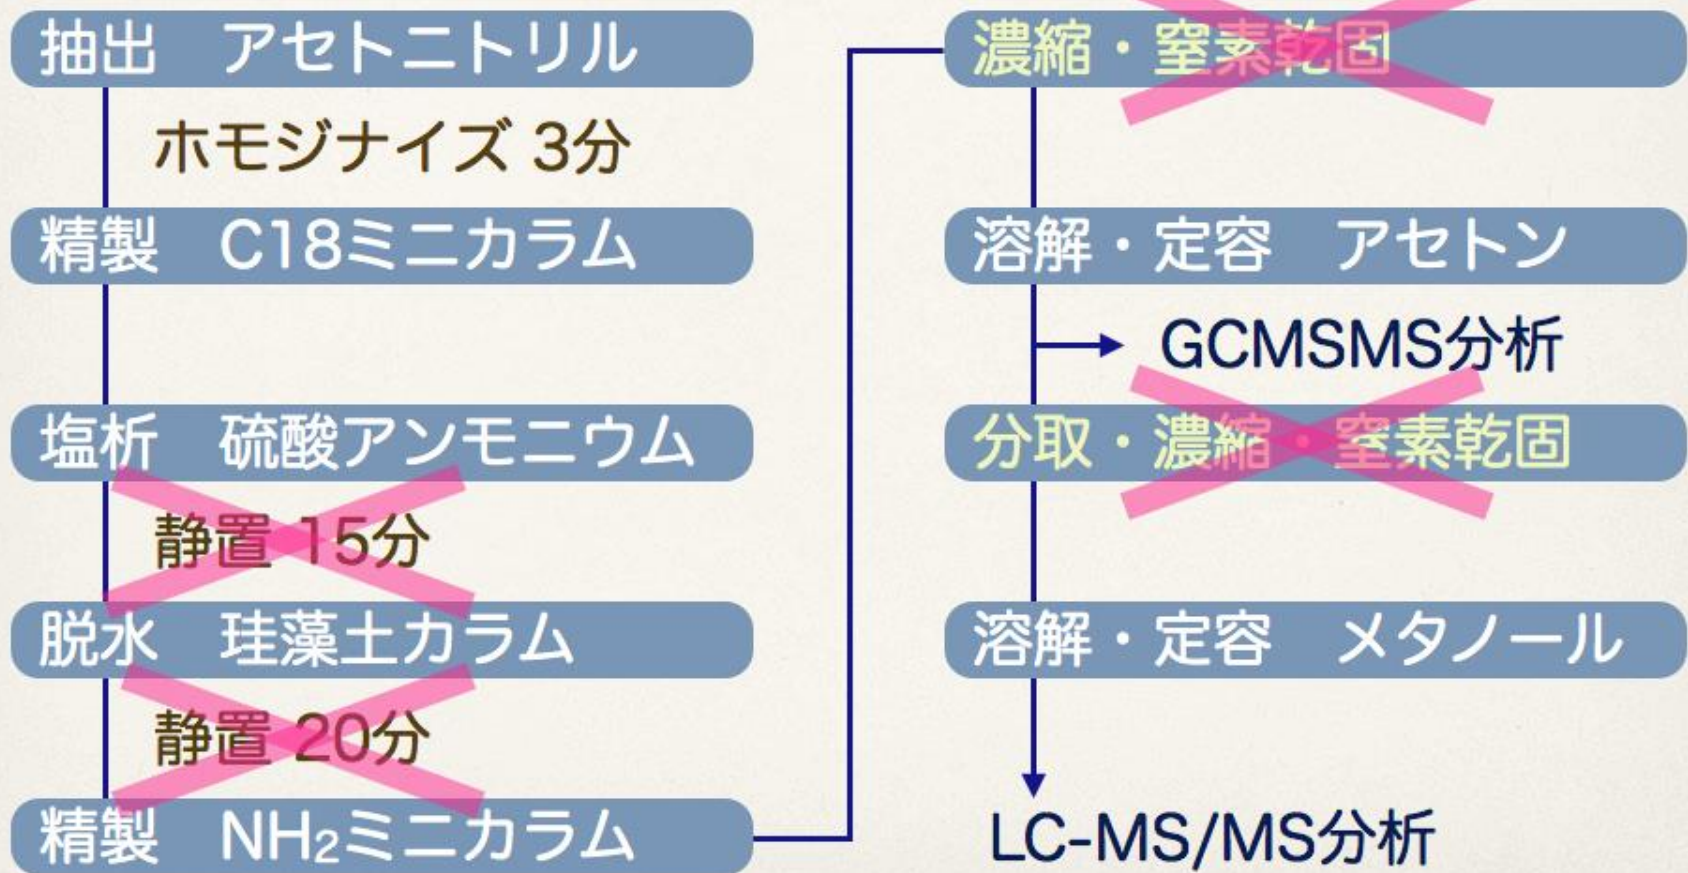 抽出 アセトニトリル
ホモジナイズ 3分
精製 C18ミニカラム
塩析 硫酸アンモニウム
静置 15分
脱水 珪藻土カラム
静置 20分
精製 NH₂ミニカラム
濃縮・窒素乾固
溶解・定容 アセトン
GCMSMS分析
分取・濃縮・窒素乾固
溶解・定容 メタノール
LC-MS/MS分析